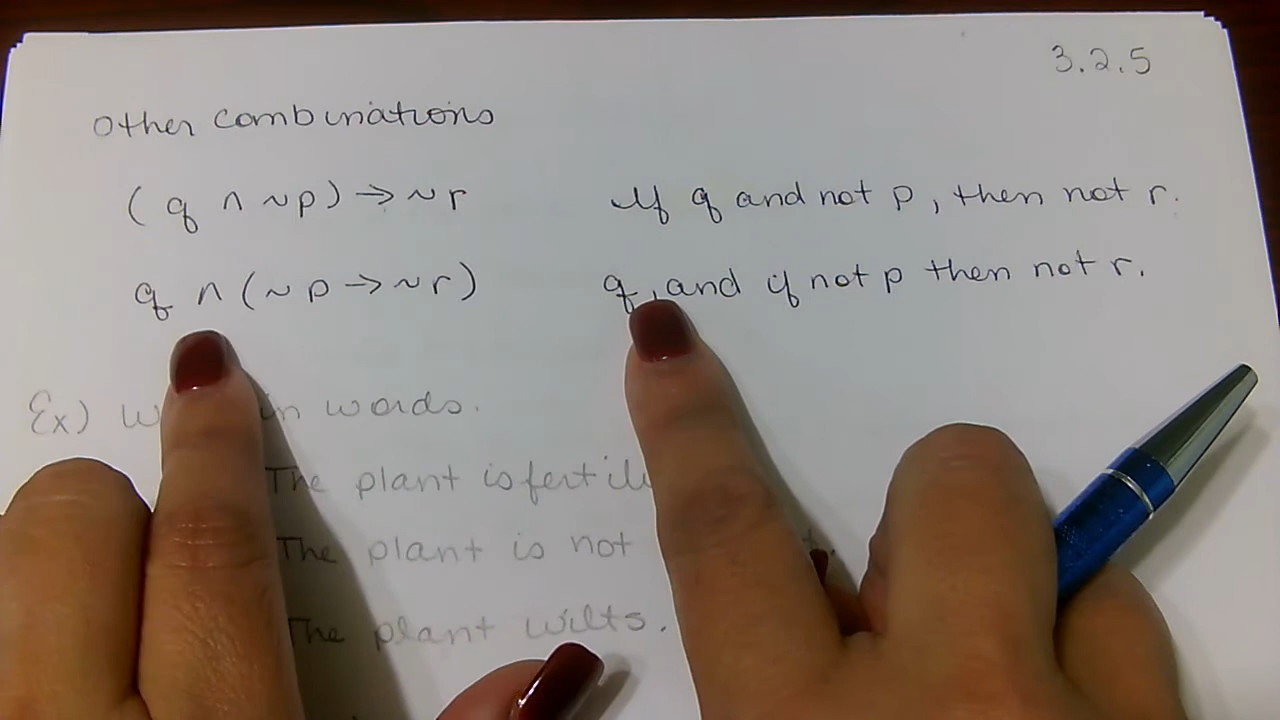 3.2.5
Other combinations
(q ∧ ~p) → ~r If q and not p, then not r.
q ∧ (~p → ~r) q, and if not p then not r.
Ex) in words.
The plant is
The plant is not
The plant wilts.